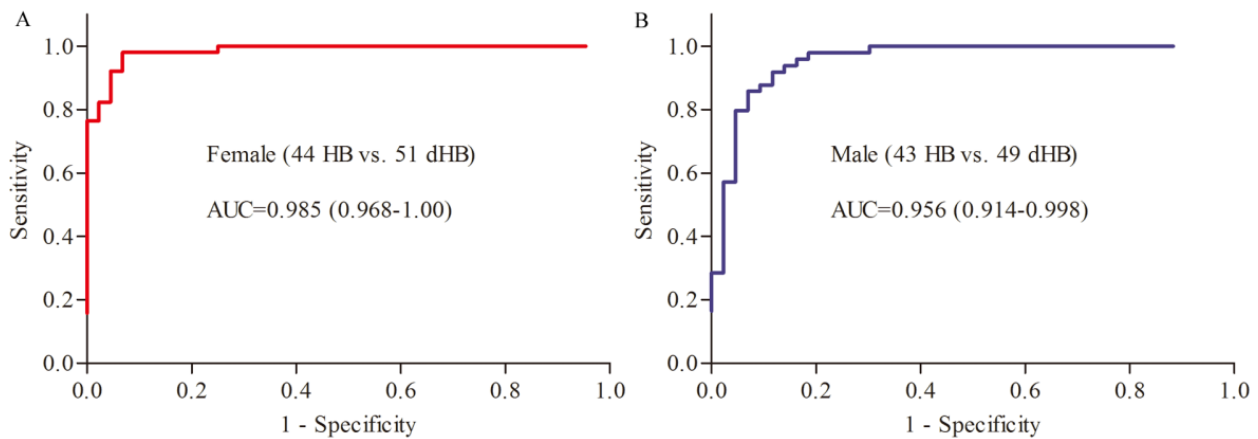 A
1.0
0.8
0.6
0.4
0.2
0.0
Sensitivity
Female (44 HB vs. 51 dHB)
AUC=0.985 (0.968-1.00)
0.0 0.2 0.4 0.6 0.8 1.0
1 - Specificity
B
1.0
0.8
0.6
0.4
0.2
0.0
Sensitivity
Male (43 HB vs. 49 dHB)
AUC=0.956 (0.914-0.998)
0.0 0.2 0.4 0.6 0.8 1.0
1 - Specificity